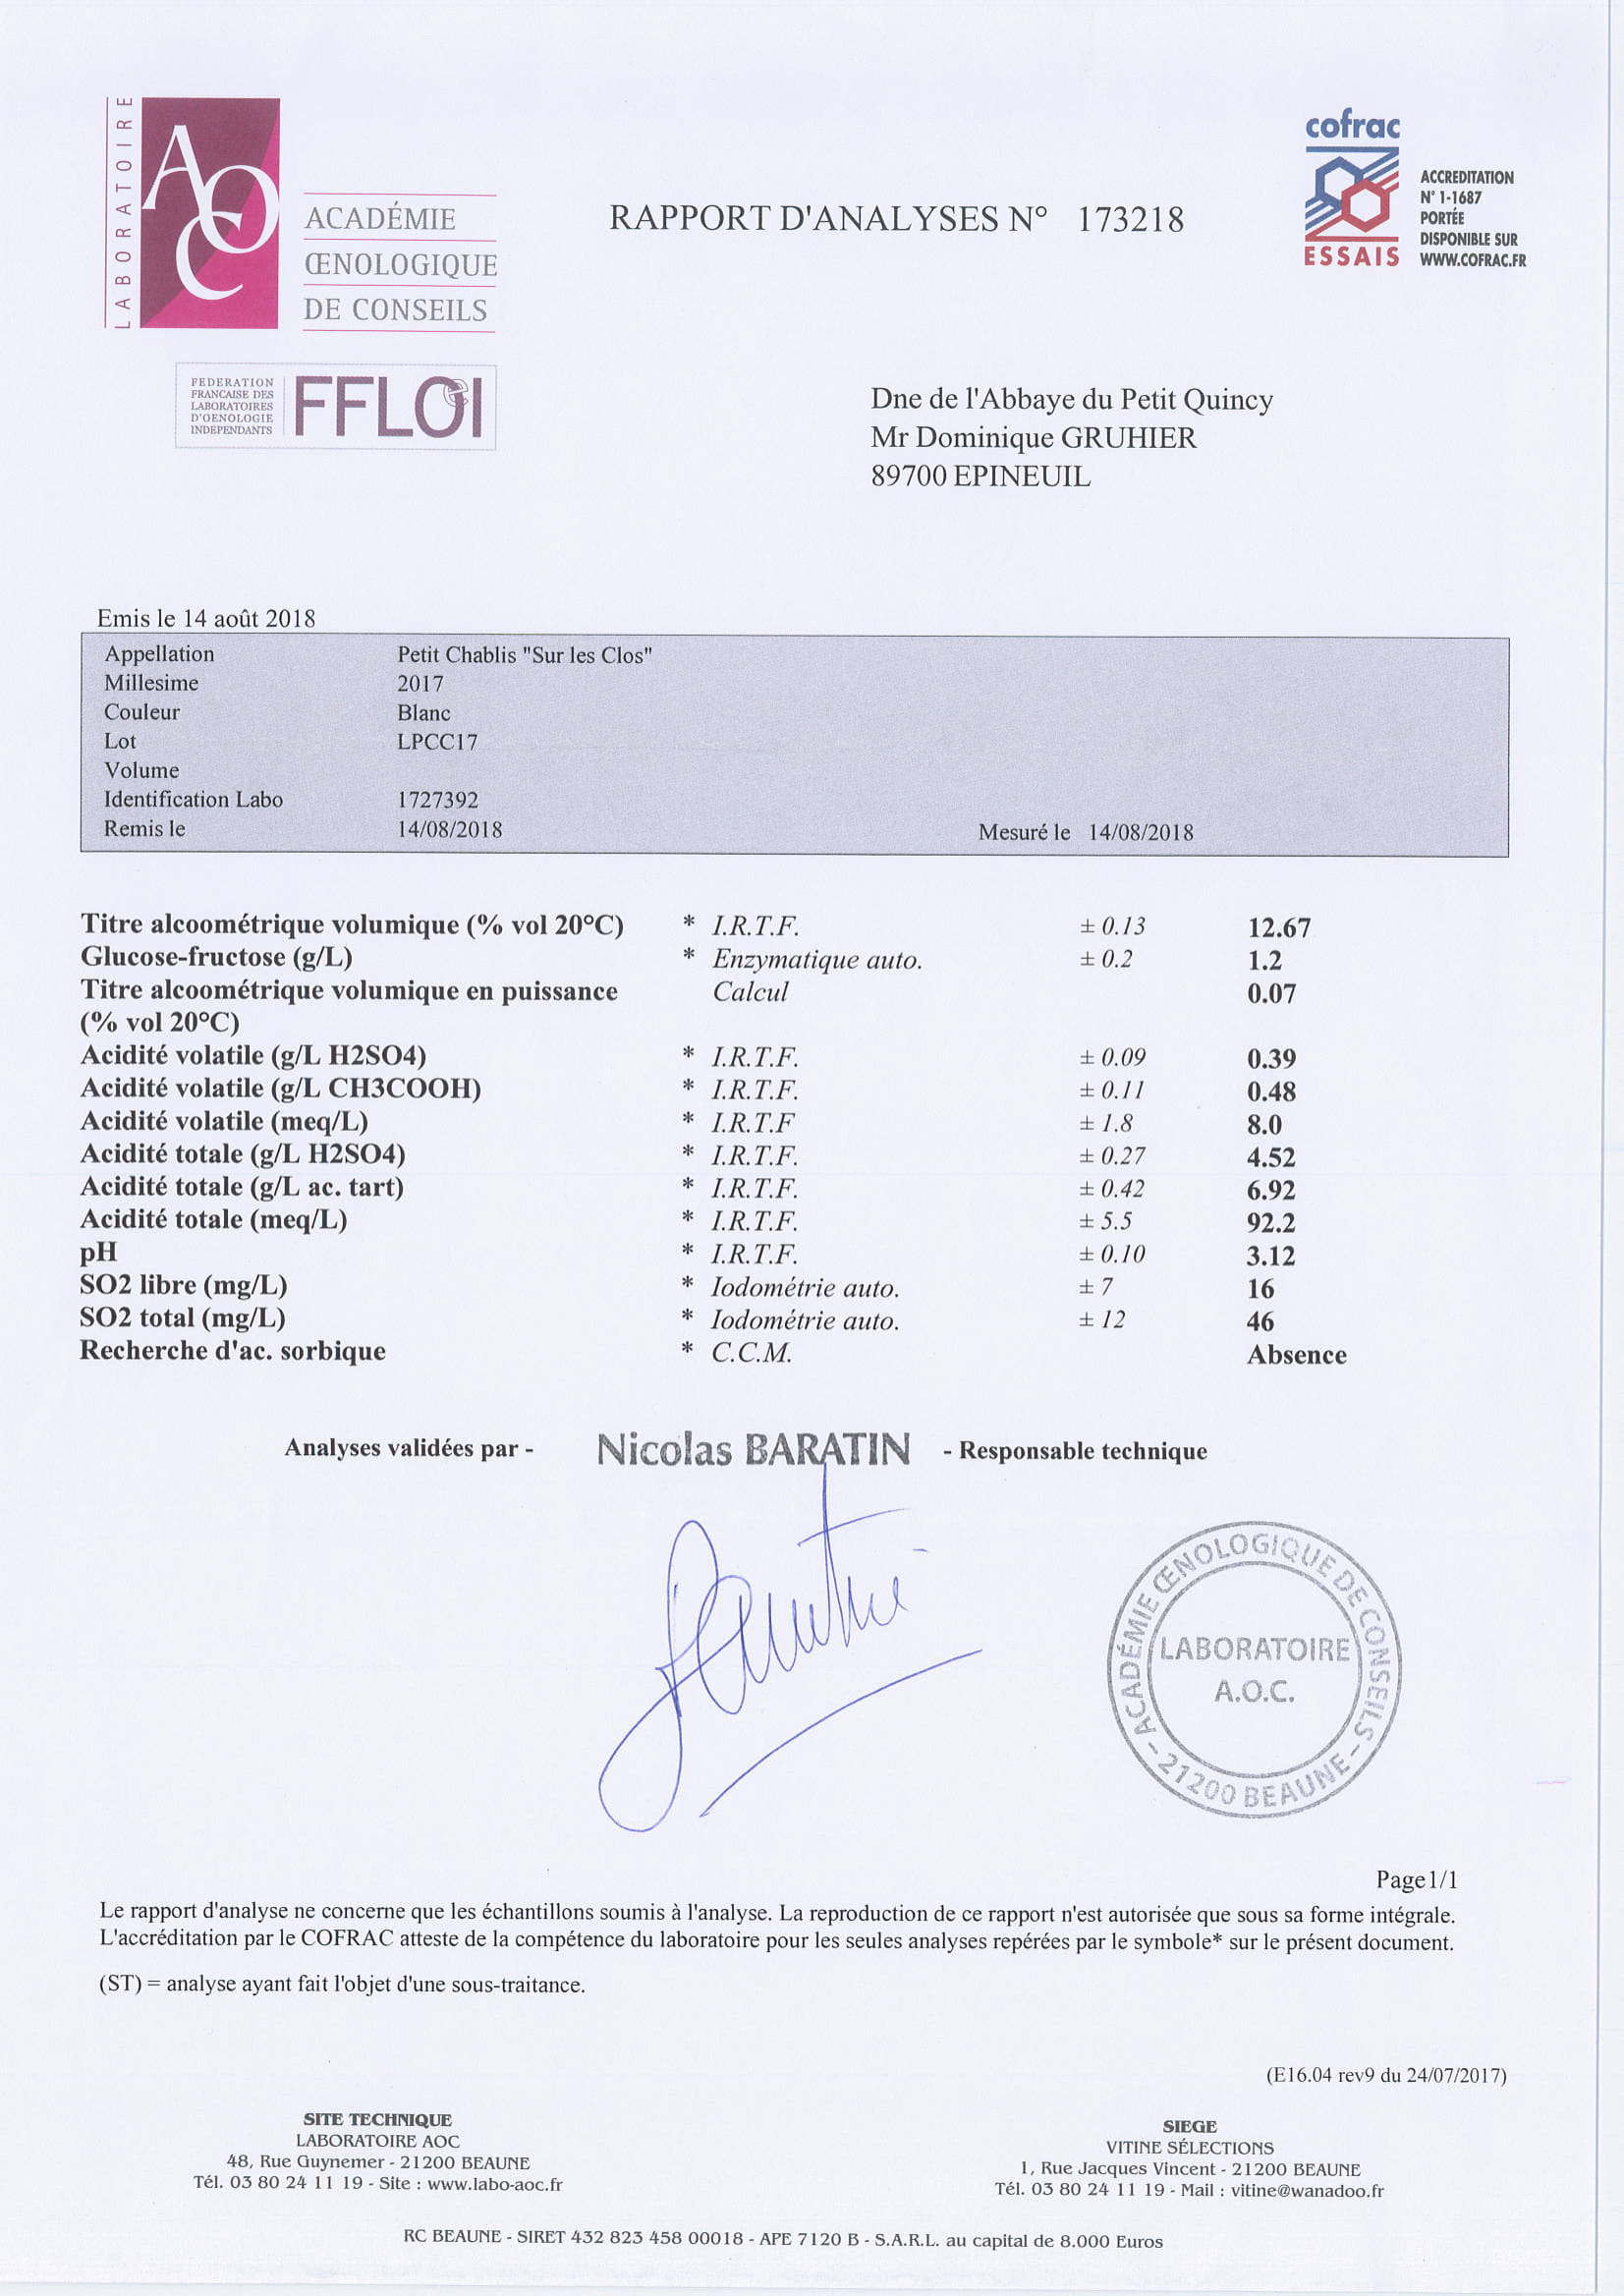 LABORATOIRE
AOC
ACADÉMIE
ŒNOLOGIQUE
DE CONSEILS
RAPPORT D'ANALYSES N° 173218
cofrac
ESSAIS
ACCREDITATION
N° 1-1687
PORTÉE
DISPONIBLE SUR
WWW.COFRAC.FR
FEDERATION
FRANCAISE DES
LABORATOIRES
D'OENOLOGIE
INDEPENDANTS
FFLOeI
Dne de l'Abbaye du Petit Quincy
Mr Dominique GRUHIER
89700 EPINEUIL
Emis le 14 août 2018
Appellation Petit Chablis "Sur les Clos"
Millesime 2017
Couleur Blanc
Lot LPCC17
Volume
Identification Labo 1727392
Remis le 14/08/2018 Mesuré le 14/08/2018
Titre alcoométrique volumique (% vol 20°C) * I.R.T.F. ± 0.13 12.67
Glucose-fructose (g/L) * Enzymatique auto. ± 0.2 1.2
Titre alcoométrique volumique en puissance Calcul 0.07
(% vol 20°C)
Acidité volatile (g/L H2SO4) * I.R.T.F. ± 0.09 0.39
Acidité volatile (g/L CH3COOH) * I.R.T.F. ± 0.11 0.48
Acidité volatile (meq/L) * I.R.T.F ± 1.8 8.0
Acidité totale (g/L H2SO4) * I.R.T.F. ± 0.27 4.52
Acidité totale (g/L ac. tart) * I.R.T.F. ± 0.42 6.92
Acidité totale (meq/L) * I.R.T.F. ± 5.5 92.2
pH * I.R.T.F. ± 0.10 3.12
SO2 libre (mg/L) * Iodométrie auto. ± 7 16
SO2 total (mg/L) * Iodométrie auto. ± 12 46
Recherche d'ac. sorbique * C.C.M. Absence
Analyses validées par - Nicolas BARATIN - Responsable technique
ACADÉMIE ŒNOLOGIQUE DE CONSEILS
LABORATOIRE
A.O.C.
- 21200 BEAUNE -
Page1/1
Le rapport d'analyse ne concerne que les échantillons soumis à l'analyse. La reproduction de ce rapport n'est autorisée que sous sa forme intégrale.
L'accréditation par le COFRAC atteste de la compétence du laboratoire pour les seules analyses repérées par le symbole* sur le présent document.
(ST) = analyse ayant fait l'objet d'une sous-traitance.
(E16.04 rev9 du 24/07/2017)
SITE TECHNIQUE
LABORATOIRE AOC
48, Rue Guynemer - 21200 BEAUNE
Tél. 03 80 24 11 19 - Site : www.labo-aoc.fr
SIEGE
VITINE SÉLECTIONS
1, Rue Jacques Vincent - 21200 BEAUNE
Tél. 03 80 24 11 19 - Mail : vitine@wanadoo.fr
RC BEAUNE - SIRET 432 823 458 00018 - APE 7120 B - S.A.R.L. au capital de 8.000 Euros